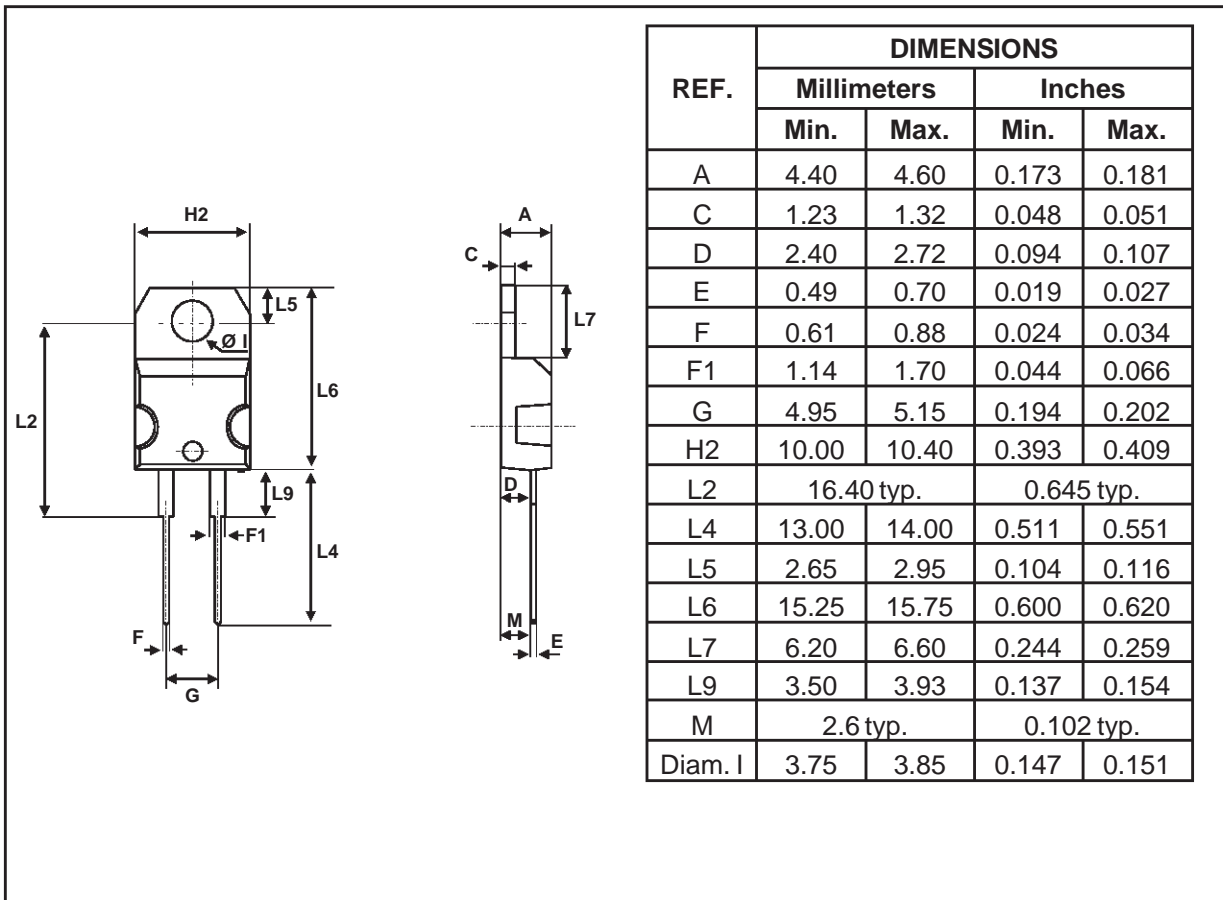 H2
L5
Ø I
L6
L2
L9
F1
L4
F
G
A
C
L7
D
M
E
REF. DIMENSIONS
Millimeters Inches
Min. Max. Min. Max.
A 4.40 4.60 0.173 0.181
C 1.23 1.32 0.048 0.051
D 2.40 2.72 0.094 0.107
E 0.49 0.70 0.019 0.027
F 0.61 0.88 0.024 0.034
F1 1.14 1.70 0.044 0.066
G 4.95 5.15 0.194 0.202
H2 10.00 10.40 0.393 0.409
L2 16.40 typ. 0.645 typ.
L4 13.00 14.00 0.511 0.551
L5 2.65 2.95 0.104 0.116
L6 15.25 15.75 0.600 0.620
L7 6.20 6.60 0.244 0.259
L9 3.50 3.93 0.137 0.154
M 2.6 typ. 0.102 typ.
Diam. I 3.75 3.85 0.147 0.151